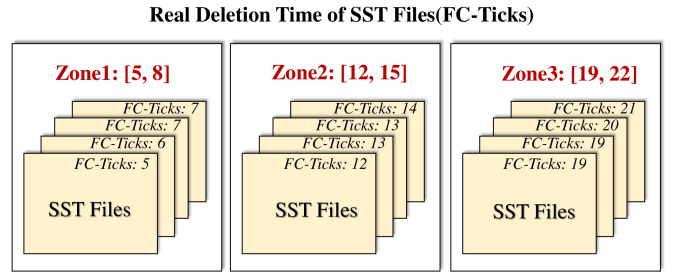 Real Deletion Time of SST Files(FC-Ticks)
Zone1: [5, 8]
FC-Ticks: 7
FC-Ticks: 7
FC-Ticks: 6
FC-Ticks: 5
SST Files
Zone2: [12, 15]
FC-Ticks: 14
FC-Ticks: 13
FC-Ticks: 13
FC-Ticks: 12
SST Files
Zone3: [19, 22]
FC-Ticks: 21
FC-Ticks: 20
FC-Ticks: 19
FC-Ticks: 19
SST Files